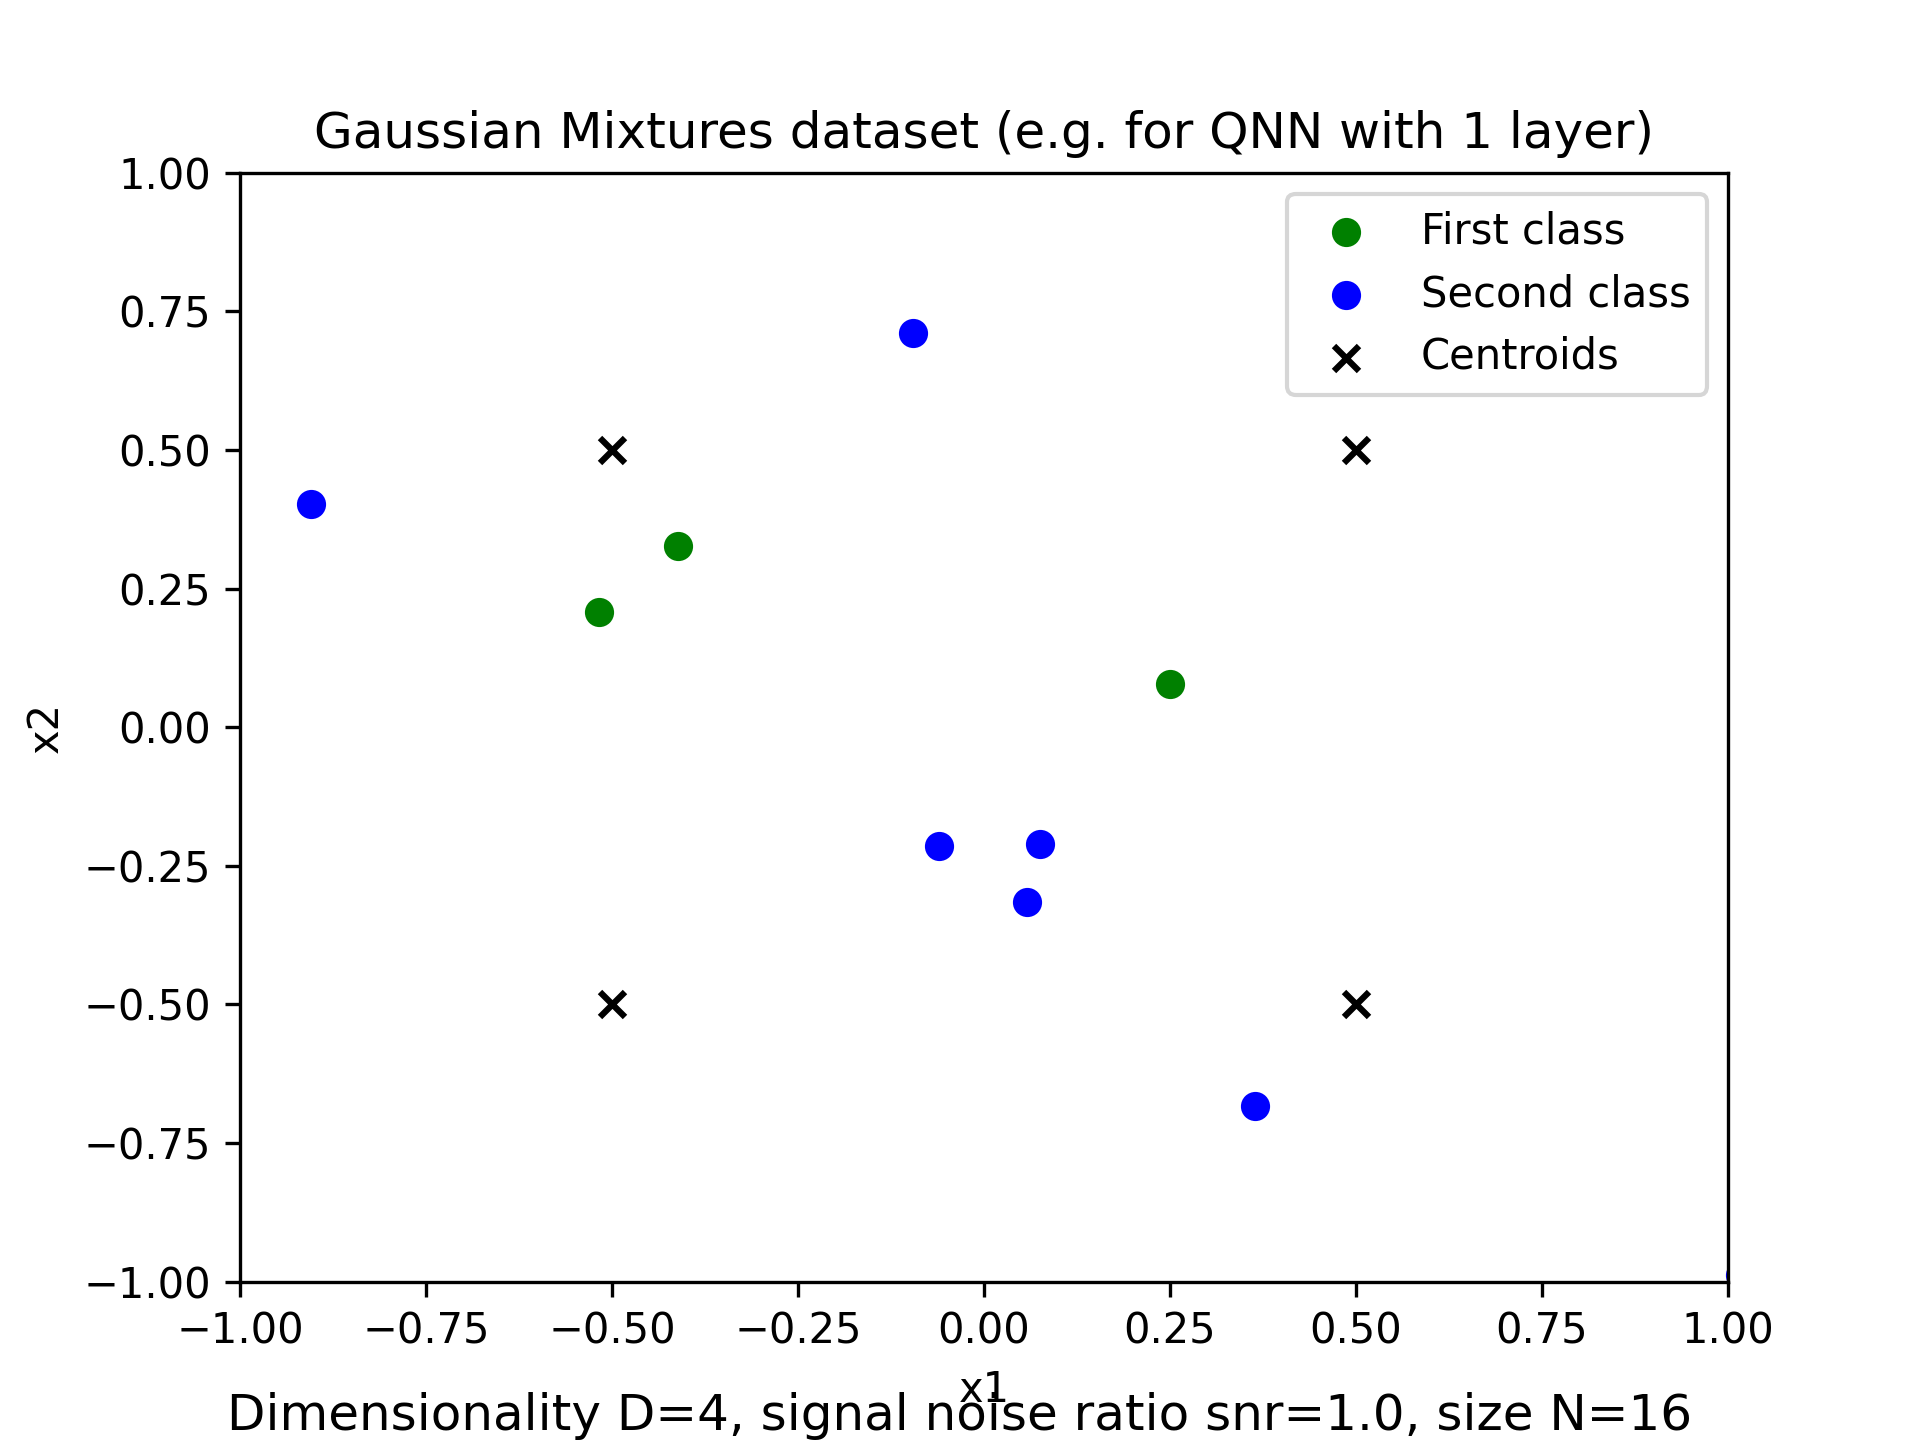 Gaussian Mixtures dataset (e.g. for QNN with 1 layer)
First class
Second class
Centroids
1.00
0.75
0.50
0.25
0.00
−0.25
−0.50
−0.75
−1.00
x2
−1.00 −0.75 −0.50 −0.25 0.00 0.25 0.50 0.75 1.00
x1
Dimensionality D=4, signal noise ratio snr=1.0, size N=16